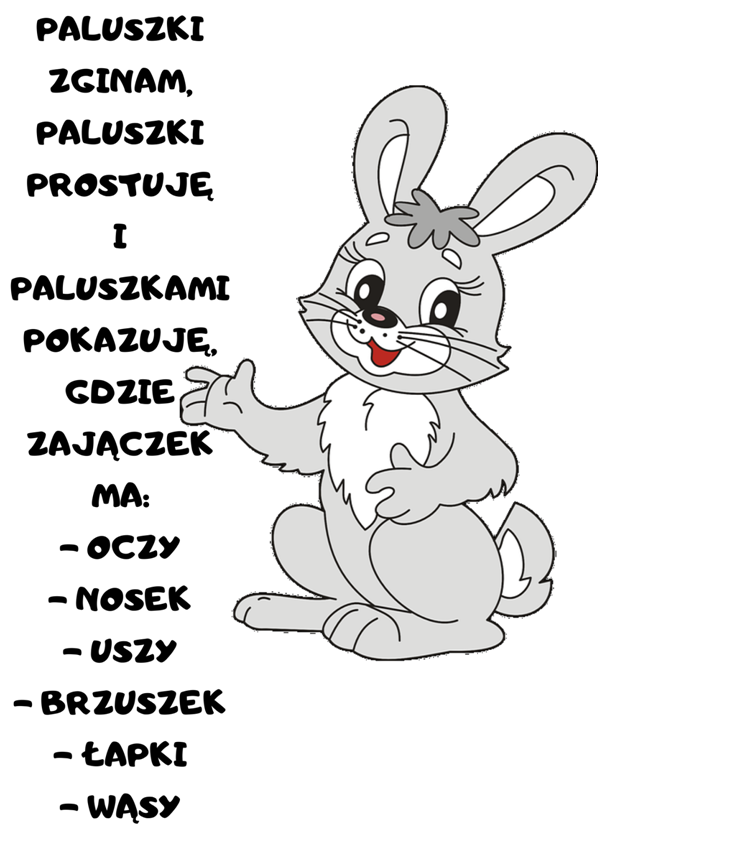 PALUSZKI
ZGINAM,
PALUSZKI
PROSTUJĘ
I
PALUSZKAMI
POKAZUJĘ,
GDZIE
ZAJĄCZEK
MA:
- OCZY
- NOSEK
- USZY
- BRZUSZEK
- ŁAPKI
- WĄSY